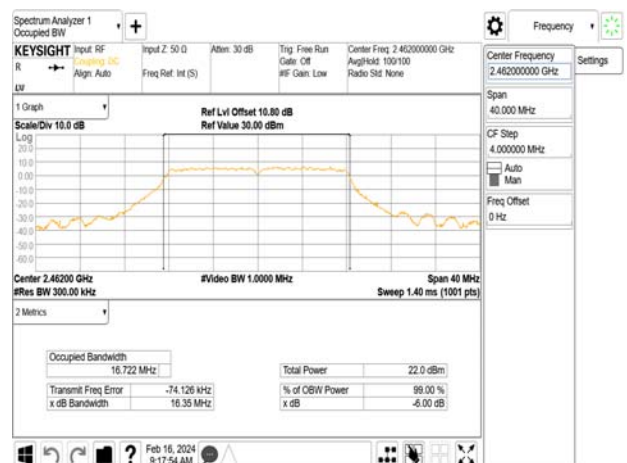 Spectrum Analyzer 1
Occupied BW
Frequency
KEYSIGHT
R
LV
Input: RF
Coupling: DC
Align: Auto
Input Z: 50 Ω
Freq Ref: Int (S)
Atten: 30 dB
Trig: Free Run
Gate: Off
#IF Gain: Low
Center Freq: 2.462000000 GHz
Avg|Hold: 100/100
Radio Std: None
Center Frequency
2.462000000 GHz
Settings
Span
40.000 MHz
CF Step
4.000000 MHz
Auto
Man
Freq Offset
0 Hz
1 Graph
Scale/Div 10.0 dB
Ref Lvl Offset 10.80 dB
Ref Value 30.00 dBm
Log
20.0
10.0
0.00
-10.0
-20.0
-30.0
-40.0
-50.0
-60.0
Center 2.46200 GHz
#Video BW 1.0000 MHz
Span 40 MHz
#Res BW 300.00 kHz
Sweep 1.40 ms (1001 pts)
2 Metrics
Occupied Bandwidth
16.722 MHz
Total Power 22.0 dBm
Transmit Freq Error -74.126 kHz
% of OBW Power 99.00 %
x dB Bandwidth 16.35 MHz
x dB -6.00 dB
?
Feb 16, 2024
9:17:54 AM